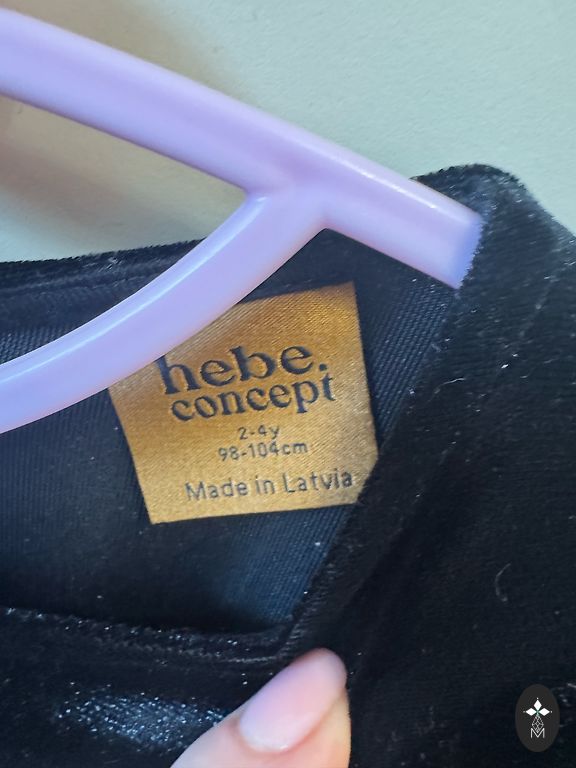 hebe.
concept
2-4y
98-104cm
Made in Latvia